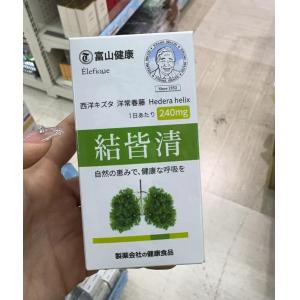 富山健康
Elefique
Since 1952
西洋キズタ 洋常春藤 Hedera helix
1日あたり 240mg
結皆清
自然の恵みで、健康な呼吸を
製薬会社の健康食品